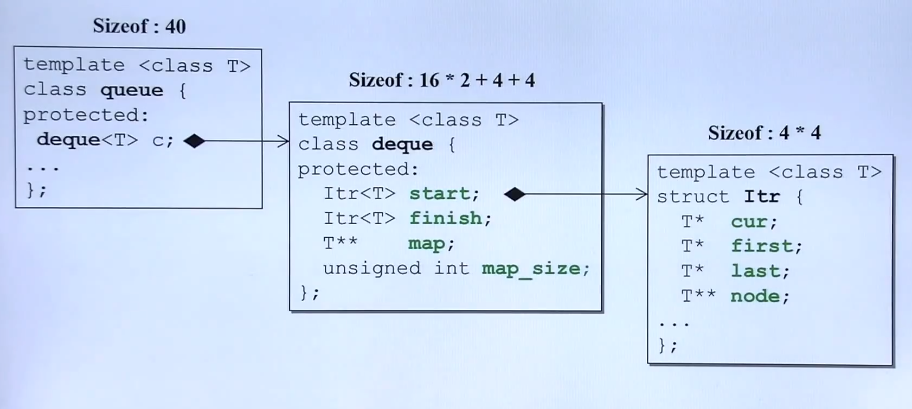 Sizeof : 40
template <class T>
class queue {
protected:
deque<T> c;
...
};
Sizeof : 16 * 2 + 4 + 4
template <class T>
class deque {
protected:
Itr<T> start;
Itr<T> finish;
T** map;
unsigned int map_size;
};
Sizeof : 4 * 4
template <class T>
struct Itr {
T* cur;
T* first;
T* last;
T** node;
...
};